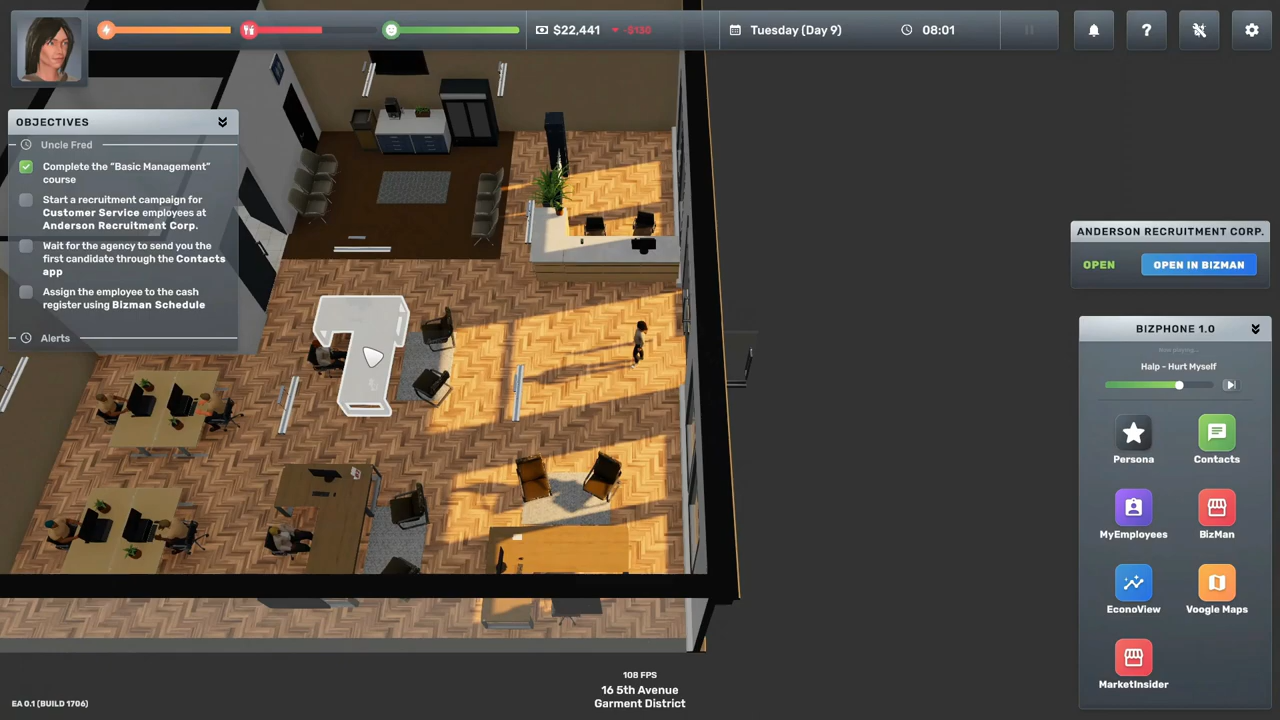 $22,441
-$130
Tuesday (Day 9)
08:01
?
OBJECTIVES
Uncle Fred
Complete the "Basic Management"
course
Start a recruitment campaign for
Customer Service employees at
Anderson Recruitment Corp.
Wait for the agency to send you the
first candidate through the Contacts
app
Assign the employee to the cash
register using Bizman Schedule
Alerts
ANDERSON RECRUITMENT CORP.
OPEN
OPEN IN BIZMAN
BIZPHONE 1.0
Now playing...
Halp - Hurt Myself
Persona
Contacts
MyEmployees
BizMan
EconoView
Voogle Maps
MarketInsider
108 FPS
16 5th Avenue
Garment District
EA 0.1 (BUILD 1706)